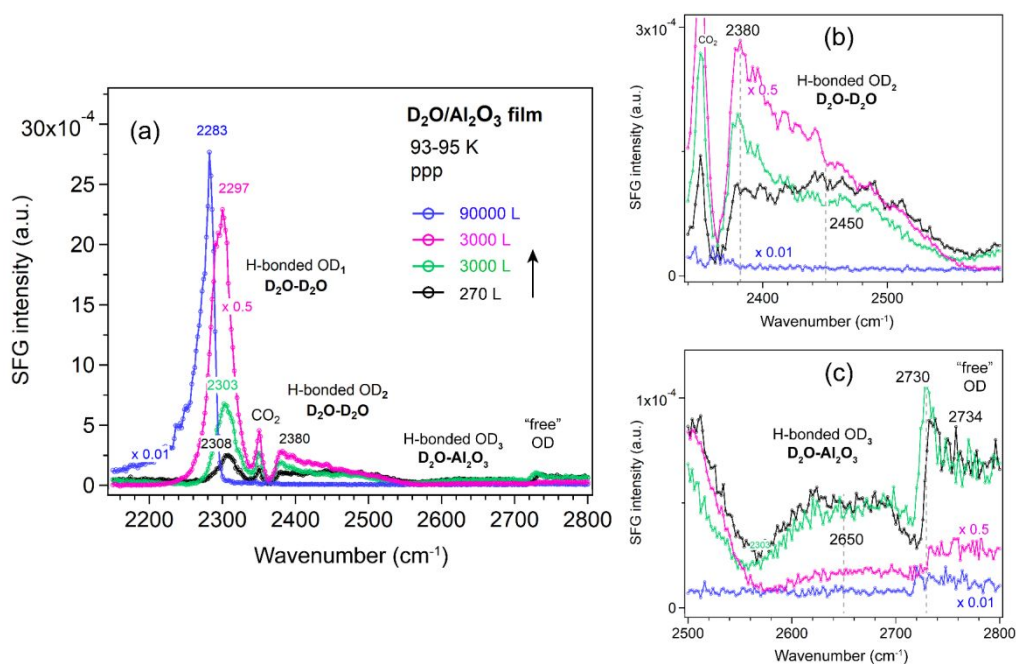 (a)
D₂O/Al₂O₃ film
93-95 K
ppp
90000 L
3000 L
3000 L
270 L
2283
2297
H-bonded OD₁
D₂O-D₂O
x 0.5
2303
2308
x 0.01
CO₂
H-bonded OD₂
D₂O-D₂O
2380
H-bonded OD₃
D₂O-Al₂O₃
"free"
OD
30x10⁻⁴
25
20
15
10
5
0
SFG intensity (a.u.)
2200
2300
2400
2500
2600
2700
2800
Wavenumber (cm⁻¹)
(b)
3x10⁻⁴
0
SFG intensity (a.u.)
CO₂
2380
x 0.5
H-bonded OD₂
D₂O-D₂O
2450
x 0.01
2400
2500
Wavenumber (cm⁻¹)
(c)
1x10⁻⁴
0
SFG intensity (a.u.)
H-bonded OD₃
D₂O-Al₂O₃
2730
"free"
OD
2734
2303
2650
x 0.5
x 0.01
2500
2600
2700
2800
Wavenumber (cm⁻¹)